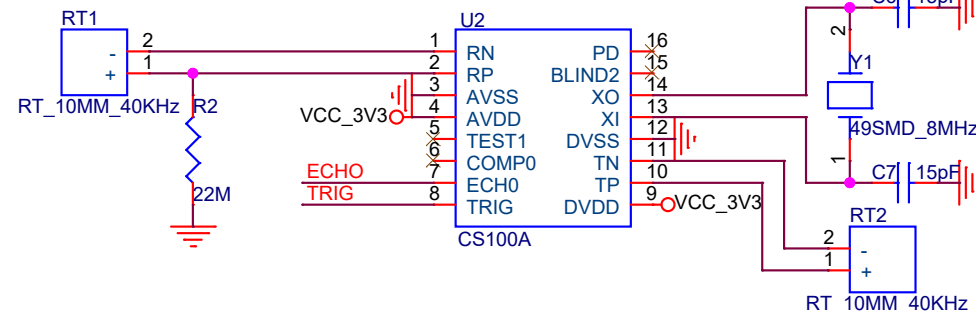 C6 15pF
RT1
2
-
1
+
RT_10MM_40KHz
R2
22M
VCC_3V3
ECHO
TRIG
U2
1 RN
2 RP
3 AVSS
4 AVDD
5 TEST1
6 COMP0
7 ECH0
8 TRIG
PD 16
BLIND2 15
XO 14
XI 13
DVSS 12
TN 11
TP 10
DVDD 9
CS100A
VCC_3V3
2
Y1
49SMD_8MHz
1
C7 15pF
RT2
2
-
1
+
RT_10MM_40KHz